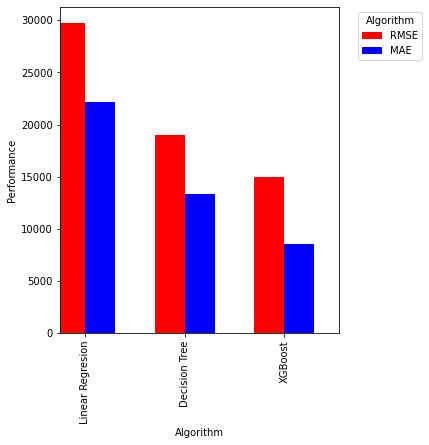 Algorithm
RMSE
MAE
30000
25000
20000
15000
10000
5000
0
Performance
Linear Regresion
Decision Tree
XGBoost
Algorithm